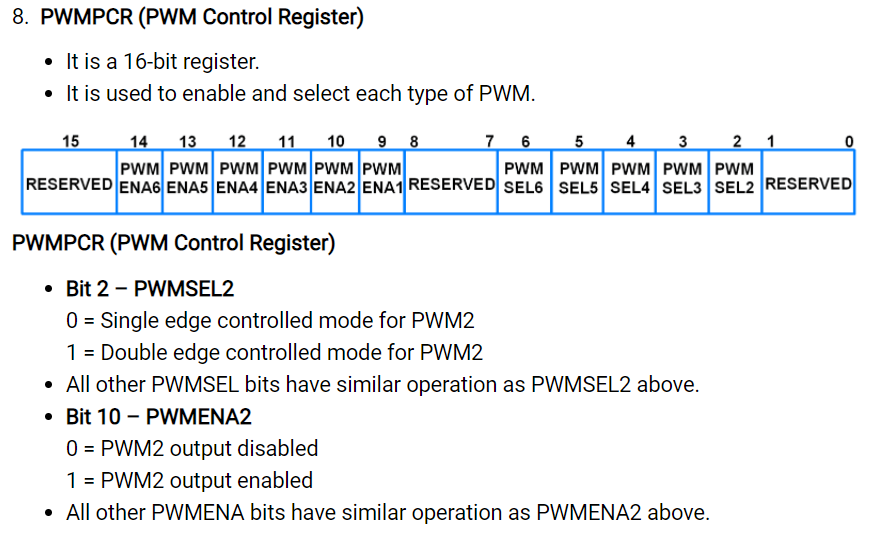 8. PWMPCR (PWM Control Register)
• It is a 16-bit register.
• It is used to enable and select each type of PWM.
15 14 13 12 11 10 9 8 7 6 5 4 3 2 1 0
RESERVED PWM ENA6 PWM ENA5 PWM ENA4 PWM ENA3 PWM ENA2 PWM ENA1 RESERVED PWM SEL6 PWM SEL5 PWM SEL4 PWM SEL3 PWM SEL2 RESERVED
PWMPCR (PWM Control Register)
• Bit 2 – PWMSEL2
0 = Single edge controlled mode for PWM2
1 = Double edge controlled mode for PWM2
• All other PWMSEL bits have similar operation as PWMSEL2 above.
• Bit 10 – PWMENA2
0 = PWM2 output disabled
1 = PWM2 output enabled
• All other PWMENA bits have similar operation as PWMENA2 above.